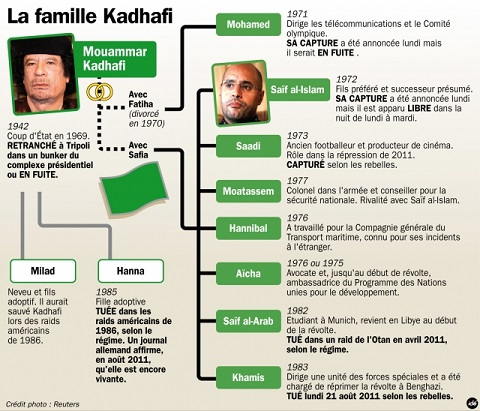 La famille Kadhafi
Mouammar
Kadhafi
1942
Coup d'État en 1969.
RETRANCHÉ à Tripoli
dans un bunker du
complexe présidentiel
ou EN FUITE.
Avec
Fatiha
(divorcé
en 1970)
Avec
Safia
Milad
Neveu et fils
adoptif. Il aurait
sauvé Kadhafi
lors des raids
américains
de 1986.
Hanna
1985
Fille adoptive
TUÉE dans les
raids américains de
1986, selon le
régime. Un journal
allemand affirme,
en août 2011,
qu'elle est encore
vivante.
Mohamed
1971
Dirige les télécommunications et le Comité
olympique.
SA CAPTURE a été annoncée lundi mais
il serait EN FUITE .
Saif al-Islam
1972
Fils préféré et successeur présumé.
SA CAPTURE a été annoncée lundi
mais il est apparu LIBRE dans la
nuit de lundi à mardi.
Saadi
1973
Ancien footballeur et producteur de cinéma.
Rôle dans la répression de 2011.
CAPTURÉ selon les rebelles.
Moatassem
1977
Colonel dans l'armée et conseiller pour la
sécurité nationale. Rivalité avec Saïf al-Islam.
Hannibal
1976
A travaillé pour la Compagnie générale du
Transport maritime, connu pour ses incidents
à l'étranger.
Aïcha
1976 ou 1975
Avocate et, jusqu'au début de révolte,
ambassadrice du Programme des Nations
unies pour le développement.
Saif al-Arab
1982
Etudiant à Munich, revient en Libye au début
de la révolte.
TUÉ dans un raid de l'Otan en avril 2011,
selon le régime.
Khamis
1983
Dirige une unité des forces spéciales et a été
chargé de réprimer la révolte à Benghazi.
TUÉ lundi 21 août 2011 selon les rebelles.
Crédit photo : Reuters
idé